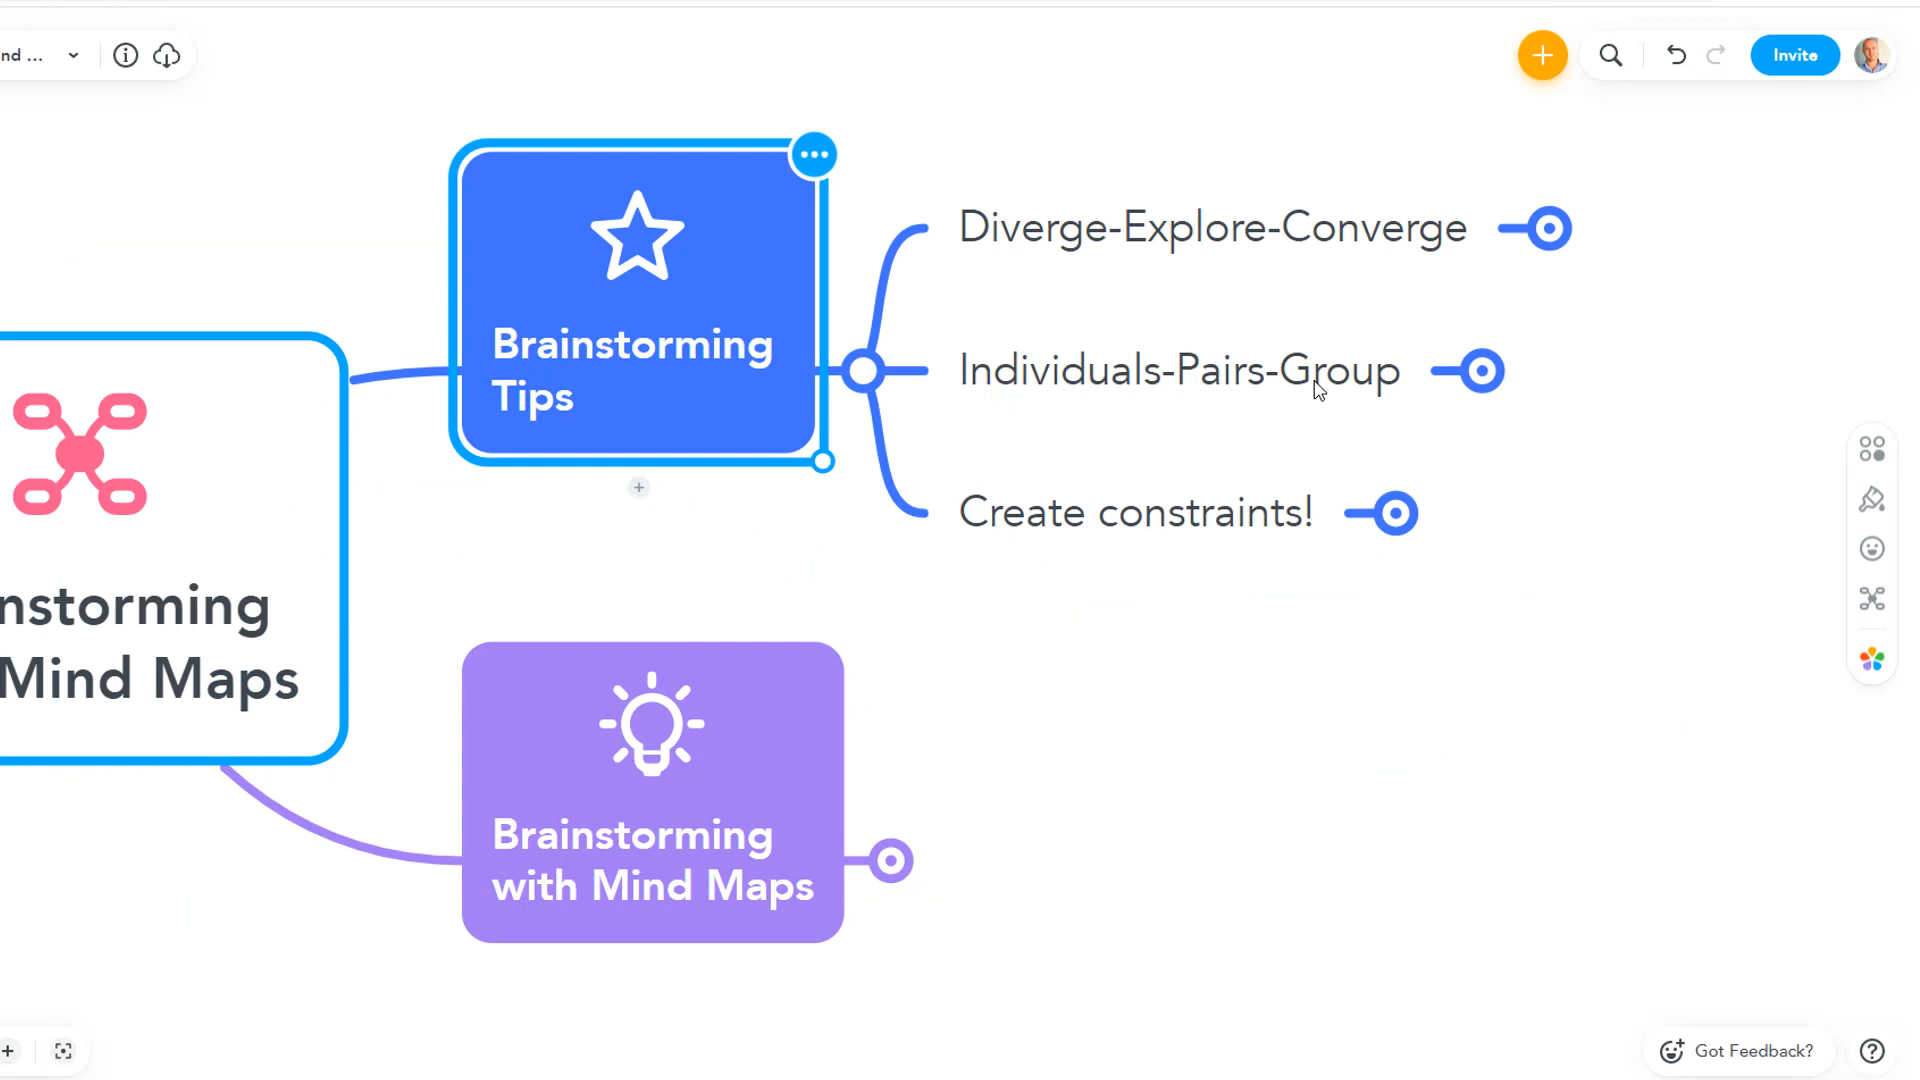 nd ...
Invite
Brainstorming
Tips
Diverge-Explore-Converge
Individuals-Pairs-Group
Create constraints!
nstorming
Mind Maps
Brainstorming
with Mind Maps
Got Feedback?